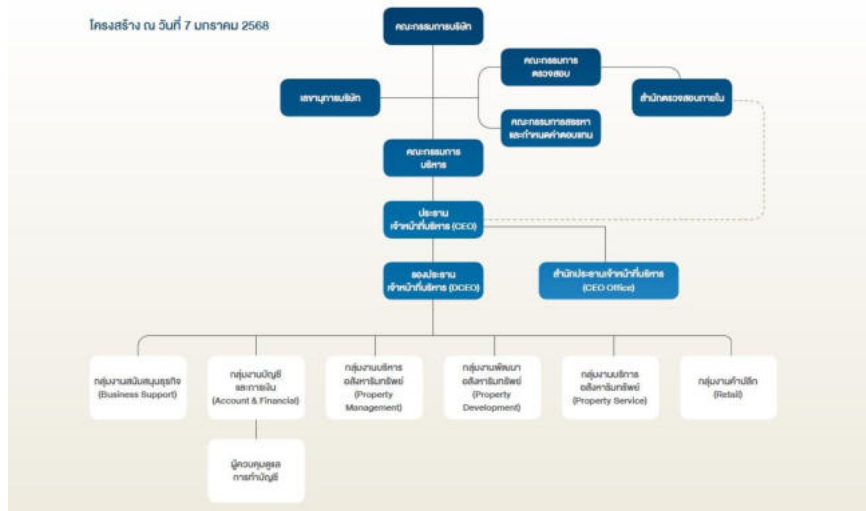 โครงสร้าง ณ วันที่ 7 มกราคม 2568
คณะกรรมการบริษัท
คณะกรรมการ
ตรวจสอบ
เลขานุการบริษัท
สำนักตรวจสอบภายใน
คณะกรรมการสรรหา
และกำหนดค่าตอบแทน
คณะกรรมการ
บริหาร
ประธาน
เจ้าหน้าที่บริหาร (CEO)
รองประธาน
เจ้าหน้าที่บริหาร (DCEO)
สำนักประธานเจ้าหน้าที่บริหาร
(CEO Office)
กลุ่มงานสนับสนุนธุรกิจ
(Business Support)
กลุ่มงานบัญชี
และการเงิน
(Account & Financial)
กลุ่มงานบริหาร
อสังหาริมทรัพย์
(Property
Management)
กลุ่มงานพัฒนา
อสังหาริมทรัพย์
(Property
Development)
กลุ่มงานบริการ
อสังหาริมทรัพย์
(Property Service)
กลุ่มงานค้าปลีก
(Retail)
ผู้ควบคุมดูแล
การทำบัญชี